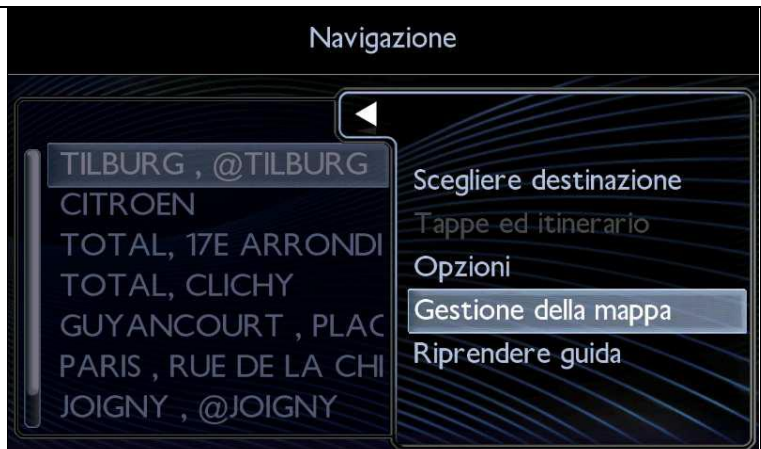 Navigazione
TILBURG , @TILBURG
CITROEN
TOTAL, 17E ARRONDI
TOTAL, CLICHY
GUYANCOURT , PLAC
PARIS , RUE DE LA CHI
JOIGNY , @JOIGNY
Scegliere destinazione
Tappe ed itinerario
Opzioni
Gestione della mappa
Riprendere guida